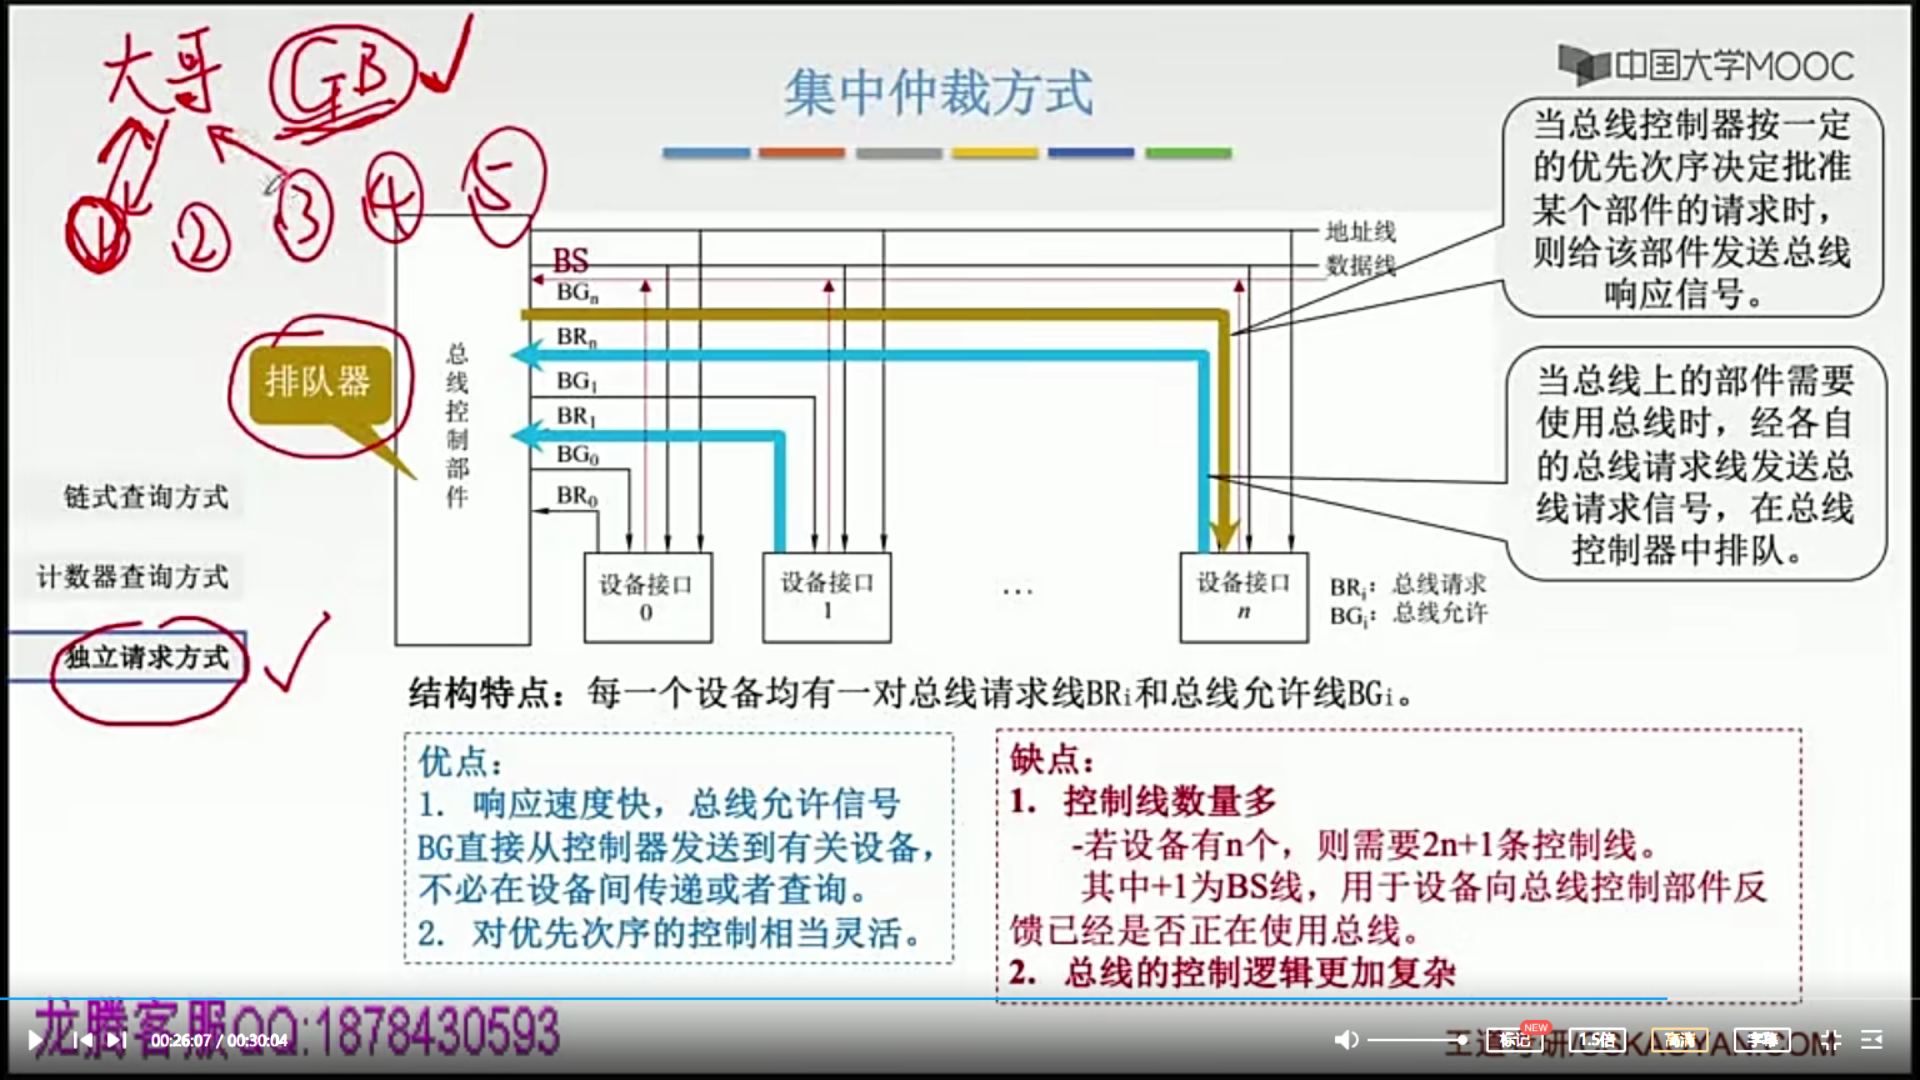 大哥
GB
① ② ③ ④ ⑤
中国大学MOOC
集中仲裁方式
当总线控制器按一定
的优先次序决定批准
某个部件的请求时，
则给该部件发送总线
响应信号。
地址线
数据线
BS
BGn
BRn
BG1
BR1
BG0
BR0
总线控制部件
排队器
当总线上的部件需要
使用总线时，经各自
的总线请求线发送总
线请求信号，在总线
控制器中排队。
链式查询方式
计数器查询方式
独立请求方式
设备接口
0
设备接口
1
…
设备接口
n
BRi：总线请求
BGi：总线允许
结构特点：每一个设备均有一对总线请求线BRi和总线允许线BGi。
优点：
1. 响应速度快，总线允许信号
BG直接从控制器发送到有关设备，
不必在设备间传递或者查询。
2. 对优先次序的控制相当灵活。
缺点：
1. 控制线数量多
-若设备有n个，则需要2n+1条控制线。
其中+1为BS线，用于设备向总线控制部件反
馈已经是否正在使用总线。
2. 总线的控制逻辑更加复杂
龙腾客服QQ:1878430593
00:26:07 / 00:30:04
王道考研/CSKAOYAN.COM
NEW
标记
1.5倍
高清
字幕